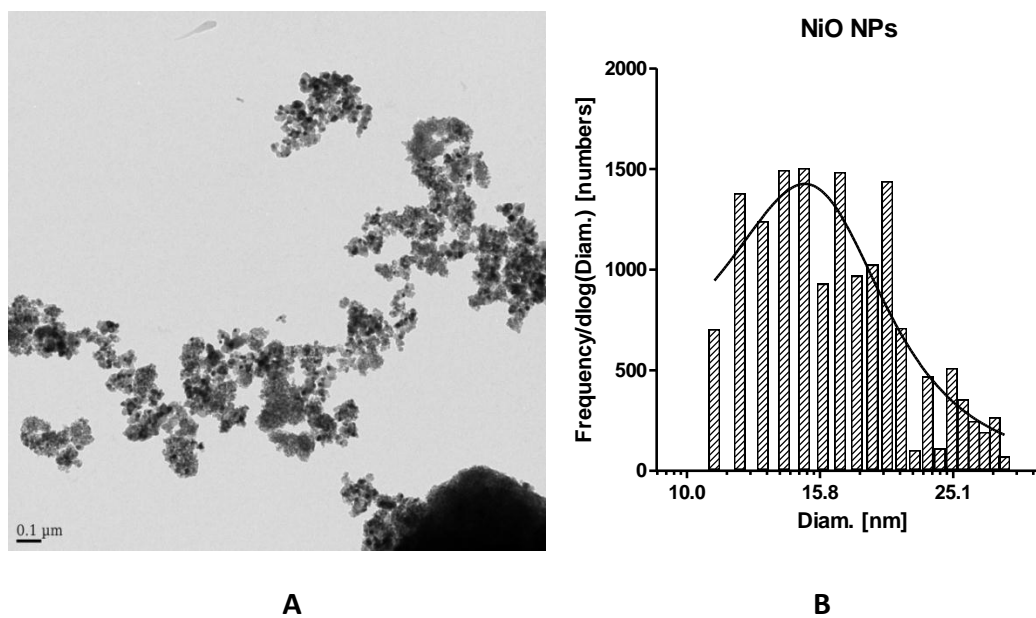 0.1 µm
A
NiO NPs
Frequency/dlog(Diam.) [numbers]
2000
1500
1000
500
0
10.0 15.8 25.1
Diam. [nm]
B